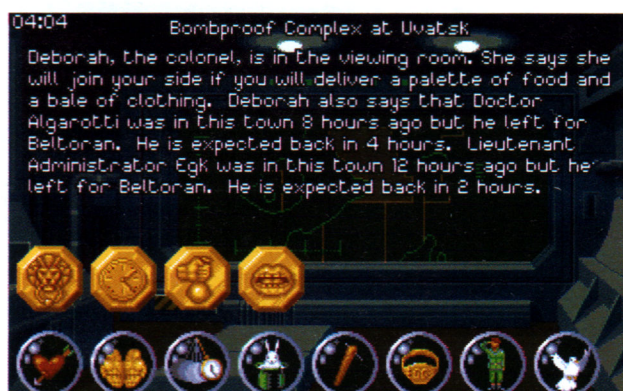 04:04
Bombproof Complex at Uvatsk
Deborah, the colonel, is in the viewing room. She says she
will join your side if you will deliver a palette of food and
a bale of clothing. Deborah also says that Doctor
Algarotti was in this town 8 hours ago but he left for
Beltoran. He is expected back in 4 hours. Lieutenant
Administrator Egk was in this town 12 hours ago but he
left for Beltoran. He is expected back in 2 hours.